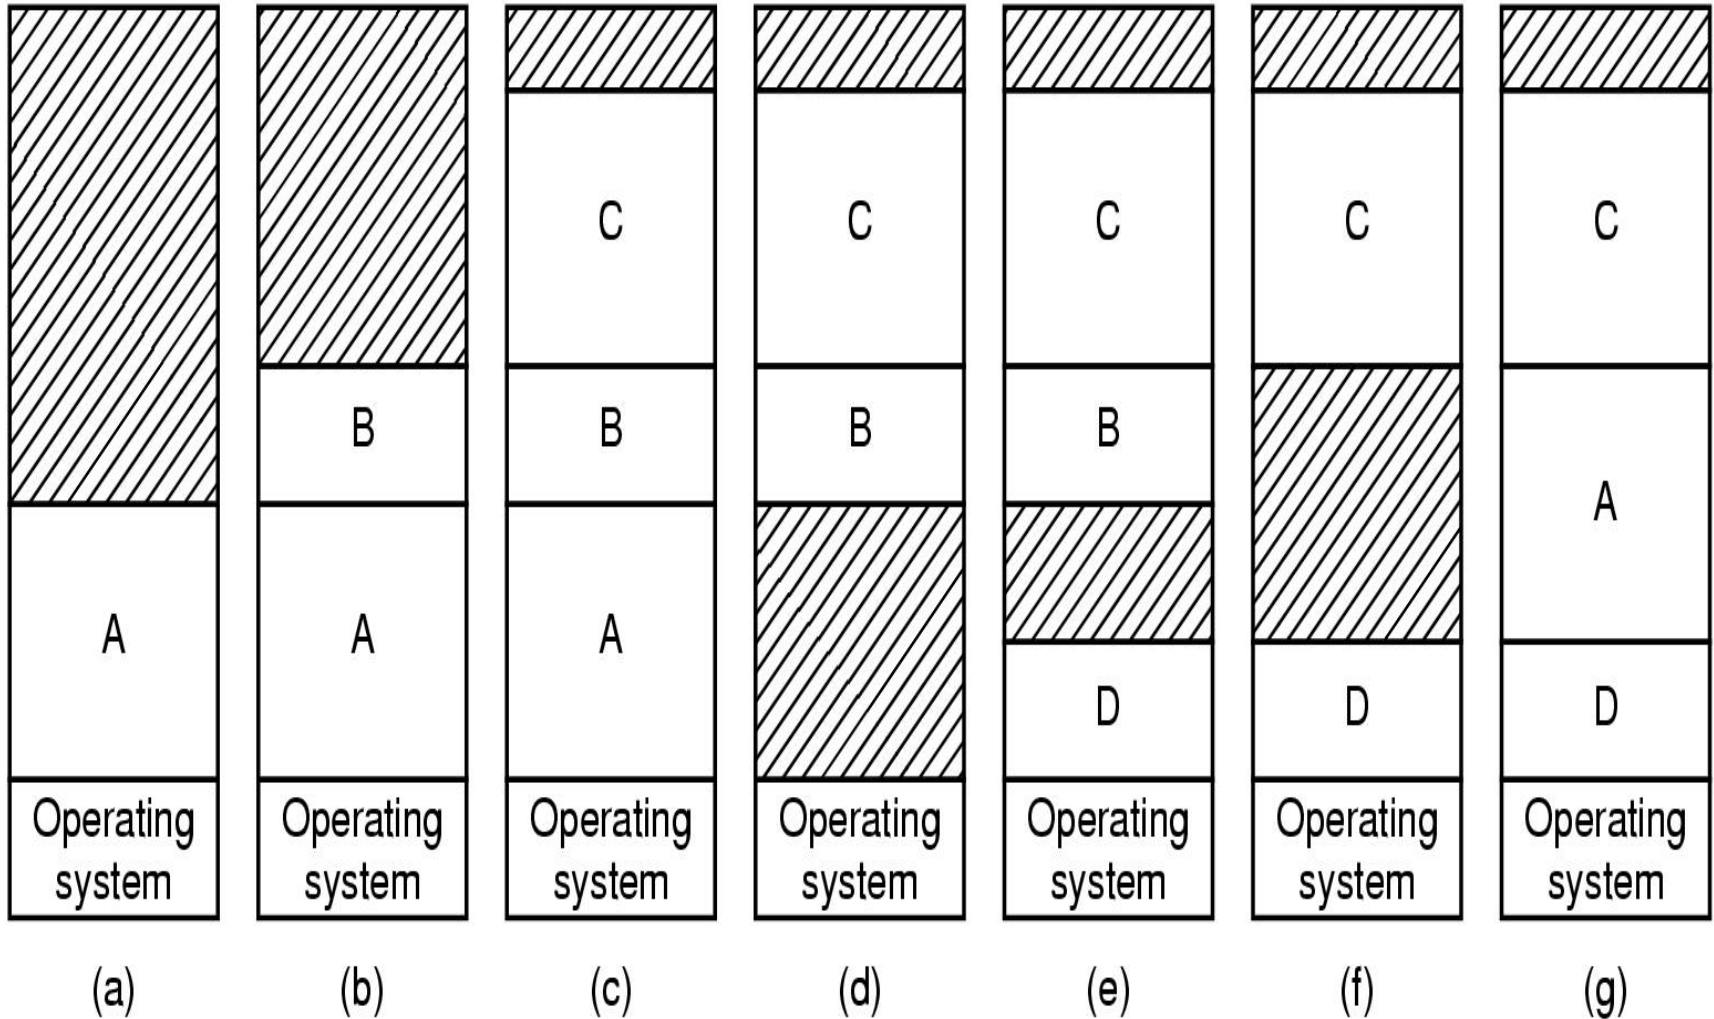 C C C C C
B B B B
A
A A A
D D D
Operating Operating Operating Operating Operating Operating Operating
system system system system system system system
(a) (b) (c) (d) (e) (f) (g)